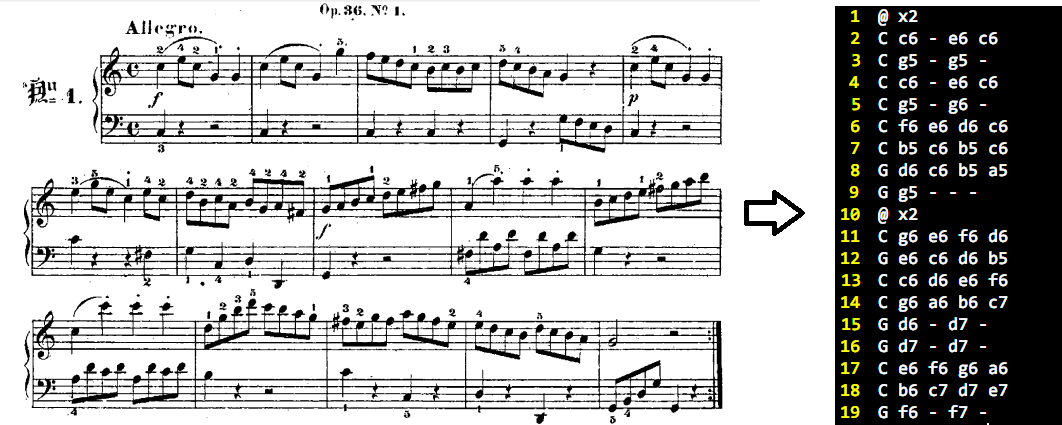 Op. 36. Nº 1.
Allegro.
1.
f
p
f
1 @ x2
2 C c6 - e6 c6
3 C g5 - g5 -
4 C c6 - e6 c6
5 C g5 - g6 -
6 C f6 e6 d6 c6
7 C b5 c6 b5 c6
8 G d6 c6 b5 a5
9 G g5 - - -
10 @ x2
11 C g6 e6 f6 d6
12 G e6 c6 d6 b5
13 C c6 d6 e6 f6
14 C g6 a6 b6 c7
15 G d6 - d7 -
16 G d7 - d7 -
17 C e6 f6 g6 a6
18 C b6 c7 d7 e7
19 G f6 - f7 -